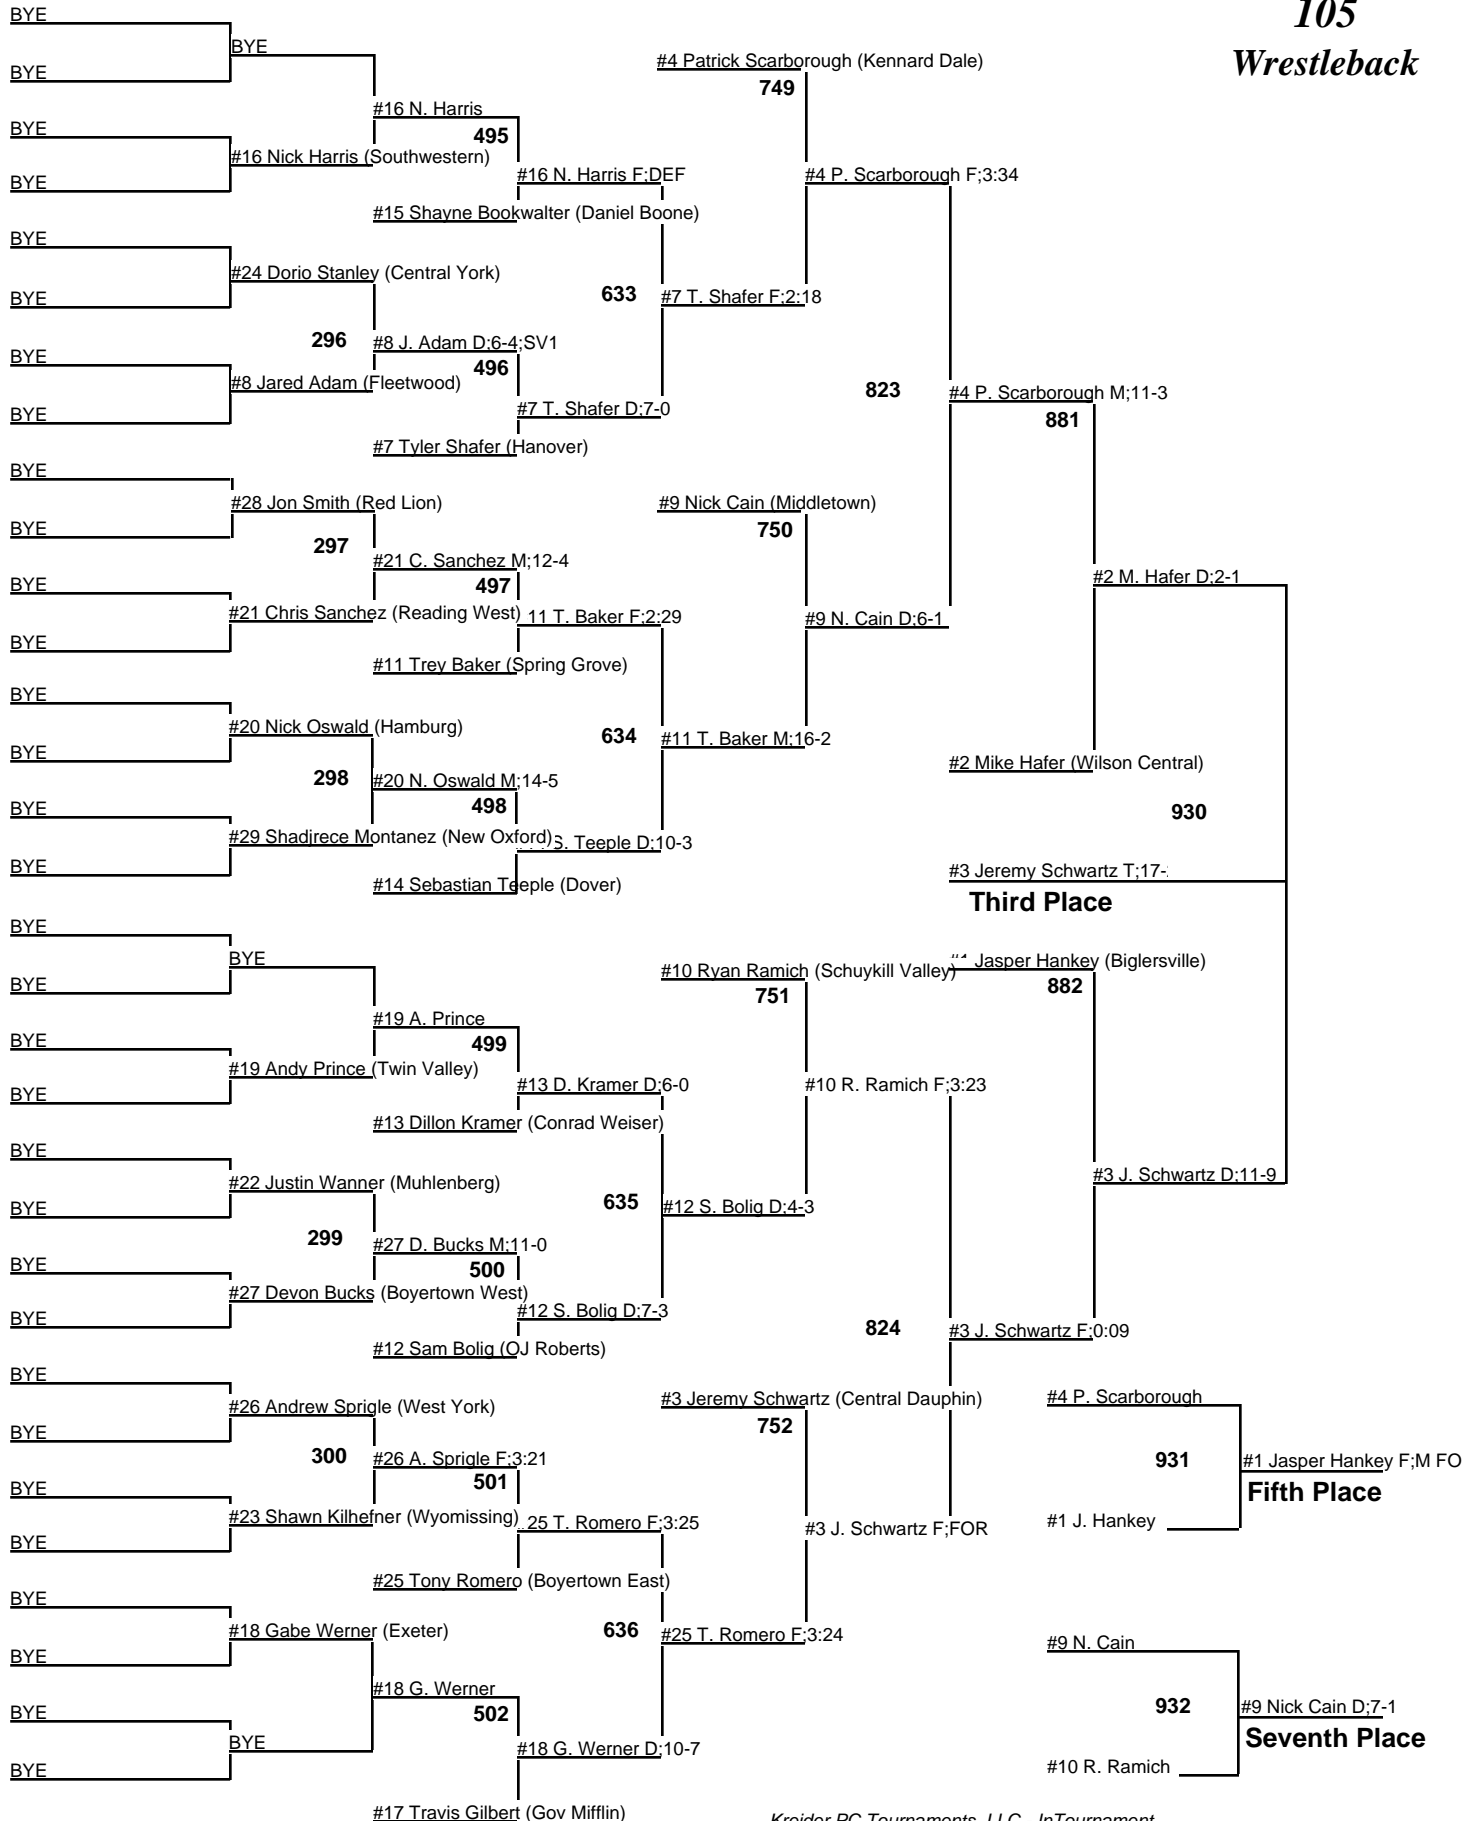 105
Wrestleback
BYE
BYE
BYE
#4 Patrick Scarborough (Kennard Dale)
749
#16 N. Harris
BYE
495
#16 Nick Harris (Southwestern)
BYE
#16 N. Harris F;DEF
#4 P. Scarborough F;3:34
#15 Shayne Bookwalter (Daniel Boone)
BYE
#24 Dorio Stanley (Central York)
BYE
633
#7 T. Shafer F;2:18
296
#8 J. Adam D;6-4;SV1
BYE
496
#8 Jared Adam (Fleetwood)
823
#4 P. Scarborough M;11-3
BYE
#7 T. Shafer D;7-0
881
#7 Tyler Shafer (Hanover)
BYE
#28 Jon Smith (Red Lion)
#9 Nick Cain (Middletown)
BYE
750
297
#21 C. Sanchez M;12-4
#2 M. Hafer D;2-1
BYE
497
#21 Chris Sanchez (Reading West)
11 T. Baker F;2:29
#9 N. Cain D;6-1
BYE
#11 Trey Baker (Spring Grove)
BYE
#20 Nick Oswald (Hamburg)
634
#11 T. Baker M;16-2
BYE
#2 Mike Hafer (Wilson Central)
298
#20 N. Oswald M;14-5
BYE
498
930
#29 Shadjrece Montanez (New Oxford)
S. Teeple D;10-3
BYE
#3 Jeremy Schwartz T;17-
#14 Sebastian Teeple (Dover)
Third Place
BYE
BYE
#10 Ryan Ramich (Schuykill Valley)
Jasper Hankey (Biglersville)
BYE
751
882
#19 A. Prince
BYE
499
#19 Andy Prince (Twin Valley)
BYE
#13 D. Kramer D;6-0
#10 R. Ramich F;3:23
#13 Dillon Kramer (Conrad Weiser)
BYE
#22 Justin Wanner (Muhlenberg)
#3 J. Schwartz D;11-9
BYE
635
#12 S. Bolig D;4-3
299
#27 D. Bucks M;11-0
BYE
500
#27 Devon Bucks (Boyertown West)
BYE
#12 S. Bolig D;7-3
824
#3 J. Schwartz F;0:09
#12 Sam Bolig (OJ Roberts)
BYE
#26 Andrew Sprigle (West York)
#3 Jeremy Schwartz (Central Dauphin)
#4 P. Scarborough
BYE
752
300
#26 A. Sprigle F;3:21
931
#1 Jasper Hankey F;M FO
BYE
501
Fifth Place
#23 Shawn Kilhefner (Wyomissing)
25 T. Romero F;3:25
#3 J. Schwartz F;FOR
#1 J. Hankey
BYE
#25 Tony Romero (Boyertown East)
BYE
#18 Gabe Werner (Exeter)
636
#25 T. Romero F;3:24
#9 N. Cain
BYE
#18 G. Werner
BYE
502
932
#9 Nick Cain D;7-1
BYE
#18 G. Werner D;10-7
Seventh Place
BYE
#10 R. Ramich
#17 Travis Gilbert (Gov Mifflin)
Kreider PC Tournaments, LLC - InTournament